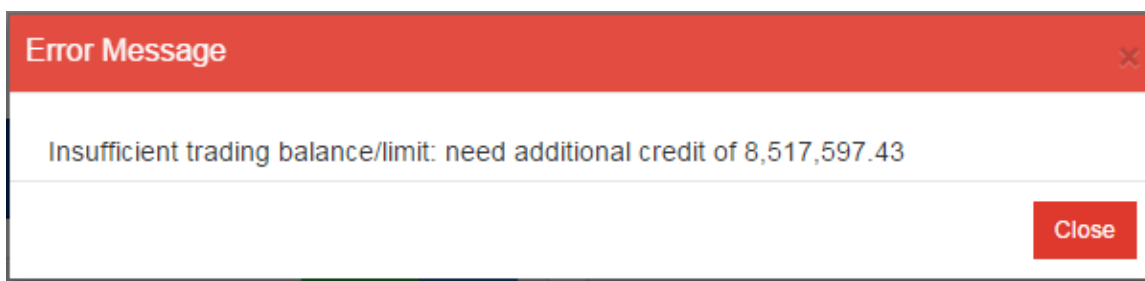 Error Message
×
Insufficient trading balance/limit: need additional credit of 8,517,597.43
Close